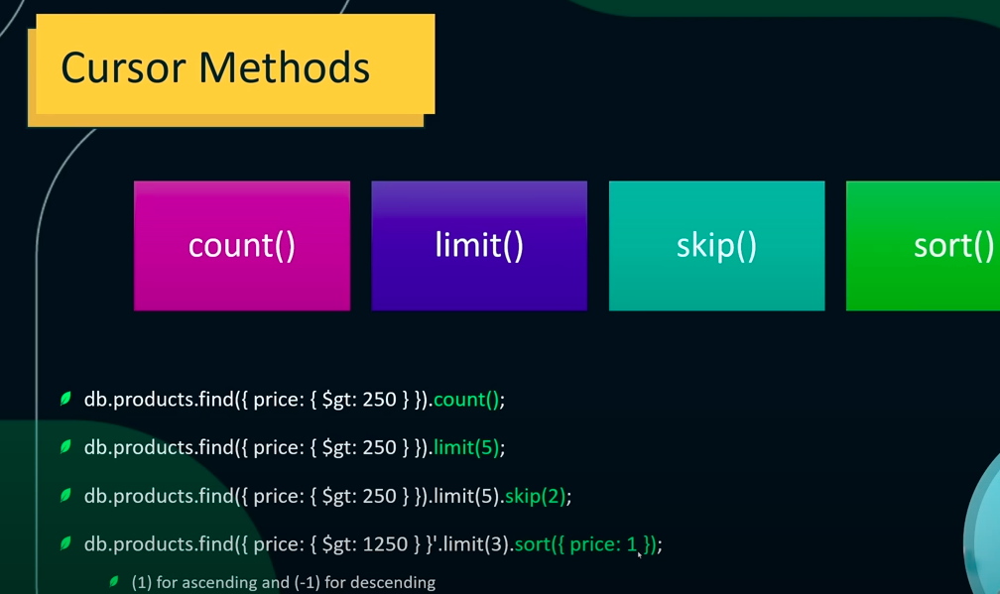 Cursor Methods
count()
limit()
skip()
sort()
db.products.find({ price: { $gt: 250 } }).count();
db.products.find({ price: { $gt: 250 } }).limit(5);
db.products.find({ price: { $gt: 250 } }).limit(5).skip(2);
db.products.find({ price: { $gt: 1250 } }'.limit(3).sort({ price: 1 });
(1) for ascending and (-1) for descending